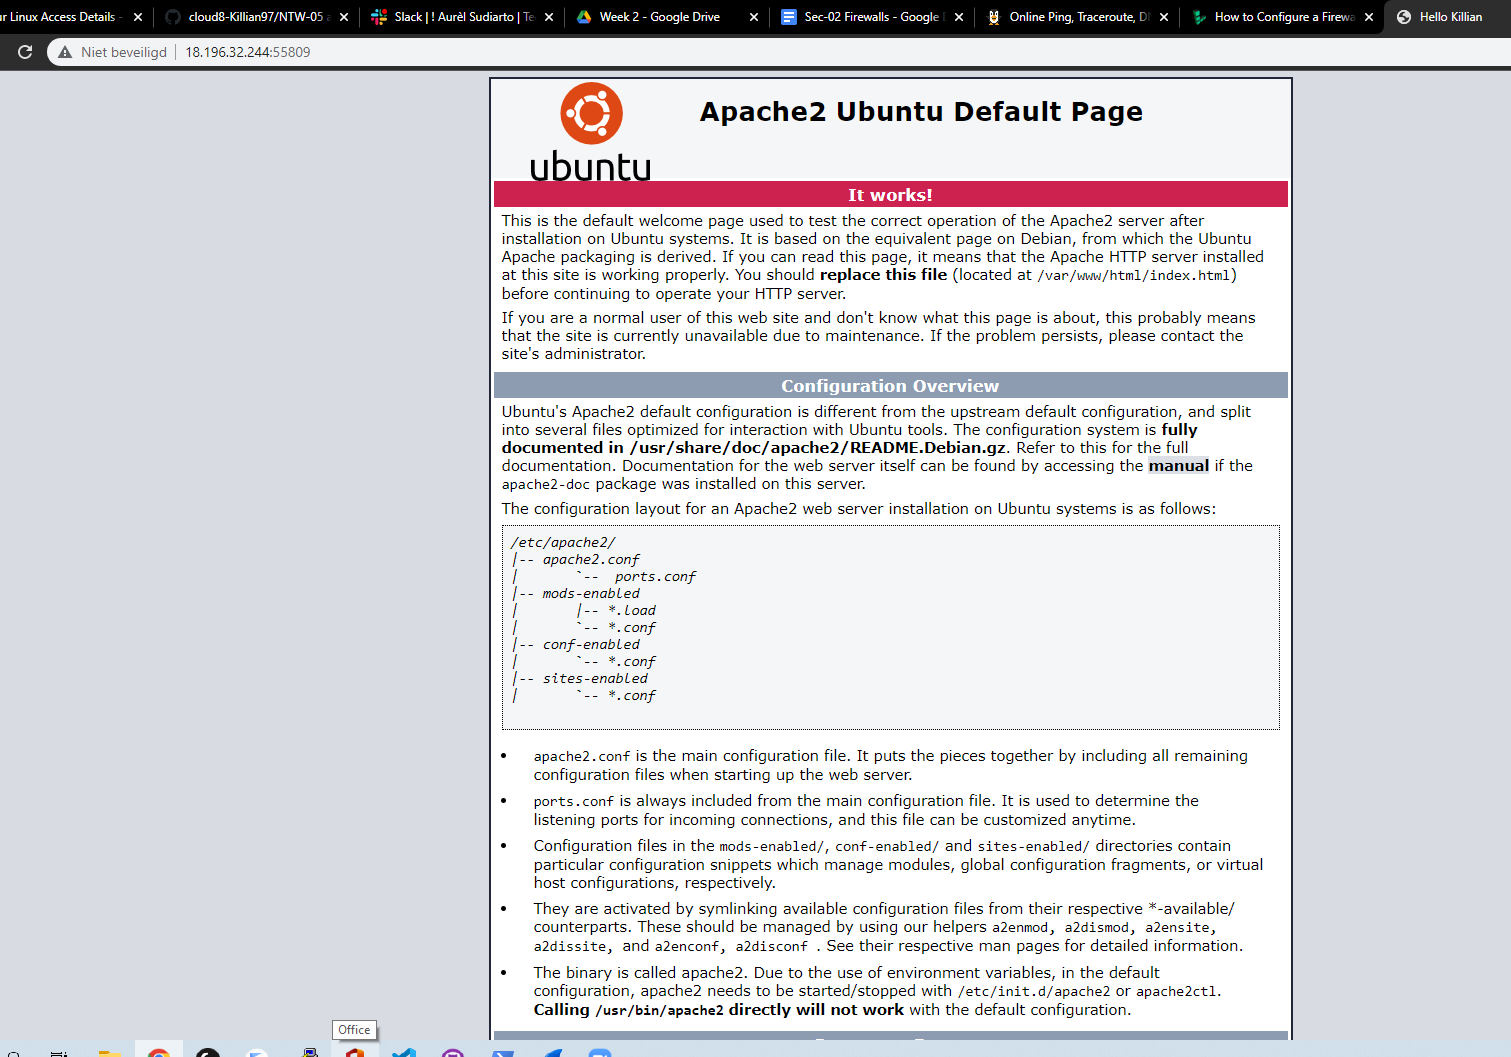 ur Linux Access Details -
cloud8-Killian97/NTW-05 a
Slack | ! Aurèl Sudiarto | Te
Week 2 - Google Drive
Sec-02 Firewalls - Google
Online Ping, Traceroute, D
How to Configure a Firewa
Hello Killian
Niet beveiligd
18.196.32.244:55809
Apache2 Ubuntu Default Page
ubuntu
It works!
This is the default welcome page used to test the correct operation of the Apache2 server after
installation on Ubuntu systems. It is based on the equivalent page on Debian, from which the Ubuntu
Apache packaging is derived. If you can read this page, it means that the Apache HTTP server installed
at this site is working properly. You should replace this file (located at /var/www/html/index.html)
before continuing to operate your HTTP server.
If you are a normal user of this web site and don't know what this page is about, this probably means
that the site is currently unavailable due to maintenance. If the problem persists, please contact the
site's administrator.
Configuration Overview
Ubuntu's Apache2 default configuration is different from the upstream default configuration, and split
into several files optimized for interaction with Ubuntu tools. The configuration system is fully
documented in /usr/share/doc/apache2/README.Debian.gz. Refer to this for the full
documentation. Documentation for the web server itself can be found by accessing the manual if the
apache2-doc package was installed on this server.
The configuration layout for an Apache2 web server installation on Ubuntu systems is as follows:
/etc/apache2/
|-- apache2.conf
|       `--  ports.conf
|-- mods-enabled
|       |-- *.load
|       `-- *.conf
|-- conf-enabled
|       `-- *.conf
|-- sites-enabled
|       `-- *.conf
• apache2.conf is the main configuration file. It puts the pieces together by including all remaining
configuration files when starting up the web server.
• ports.conf is always included from the main configuration file. It is used to determine the
listening ports for incoming connections, and this file can be customized anytime.
• Configuration files in the mods-enabled/, conf-enabled/ and sites-enabled/ directories contain
particular configuration snippets which manage modules, global configuration fragments, or virtual
host configurations, respectively.
• They are activated by symlinking available configuration files from their respective *-available/
counterparts. These should be managed by using our helpers a2enmod, a2dismod, a2ensite,
a2dissite, and a2enconf, a2disconf . See their respective man pages for detailed information.
• The binary is called apache2. Due to the use of environment variables, in the default
configuration, apache2 needs to be started/stopped with /etc/init.d/apache2 or apache2ctl.
Calling /usr/bin/apache2 directly will not work with the default configuration.
Office